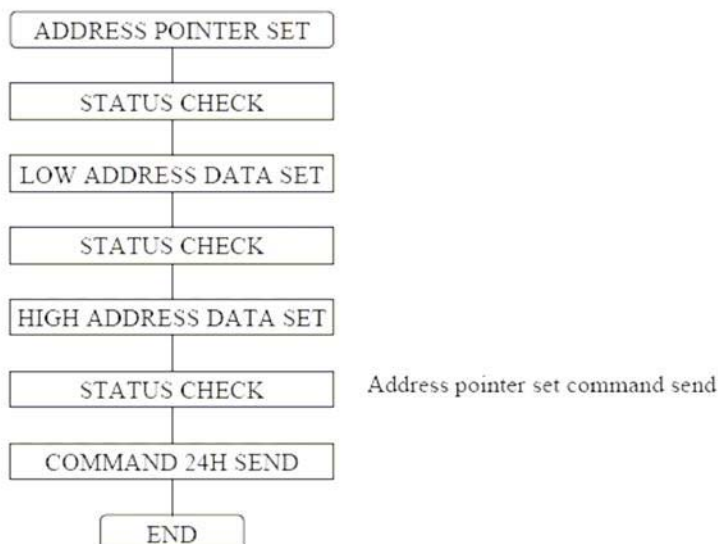 ADDRESS POINTER SET
STATUS CHECK
LOW ADDRESS DATA SET
STATUS CHECK
HIGH ADDRESS DATA SET
STATUS CHECK Address pointer set command send
COMMAND 24H SEND
END